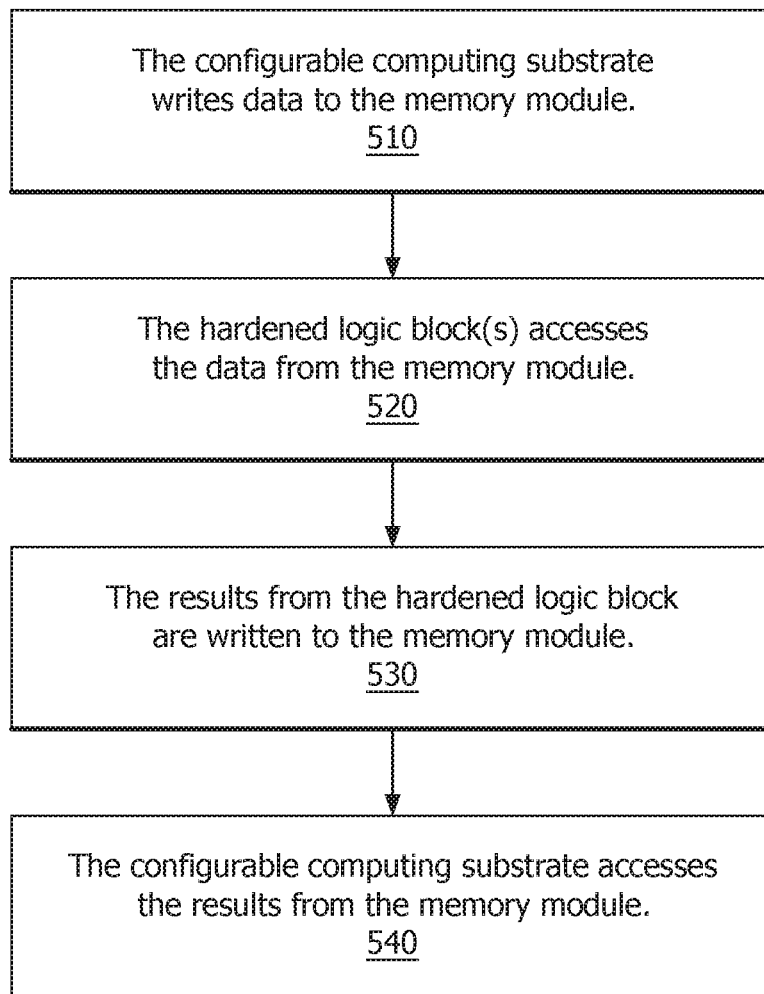 The configurable computing substrate
writes data to the memory module.
510
The hardened logic block(s) accesses
the data from the memory module.
520
The results from the hardened logic block
are written to the memory module.
530
The configurable computing substrate accesses
the results from the memory module.
540